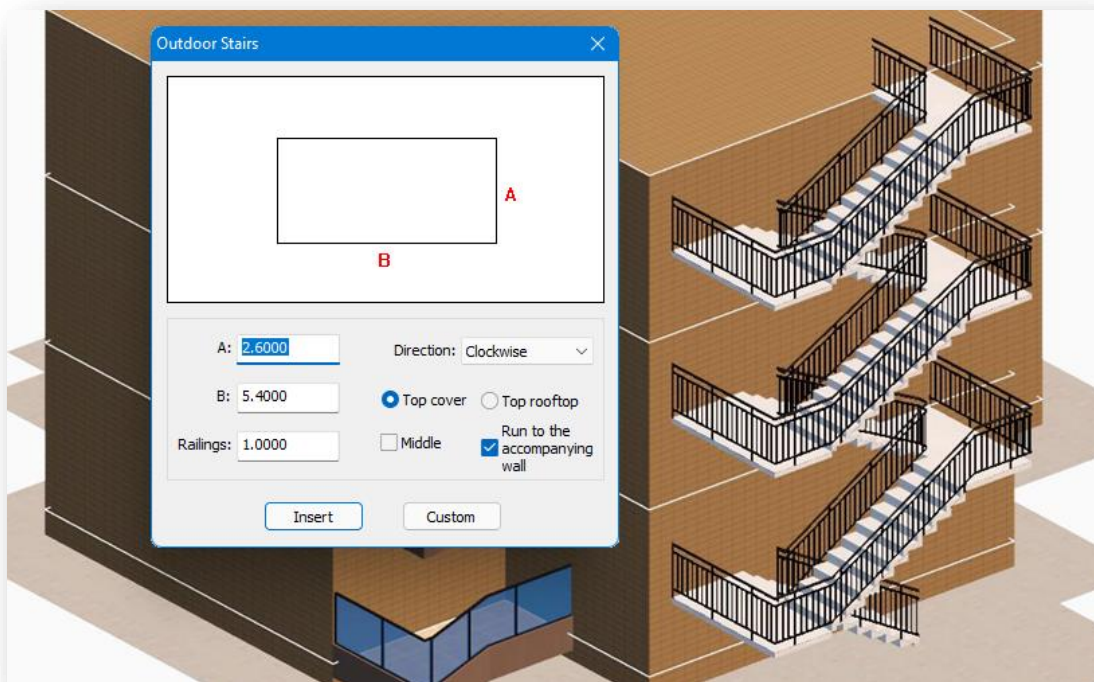 Outdoor Stairs
A
B
A: 2.6000
Direction: Clockwise
B: 5.4000
Top cover
Top rooftop
Railings: 1.0000
Middle
Run to the
accompanying
wall
Insert
Custom